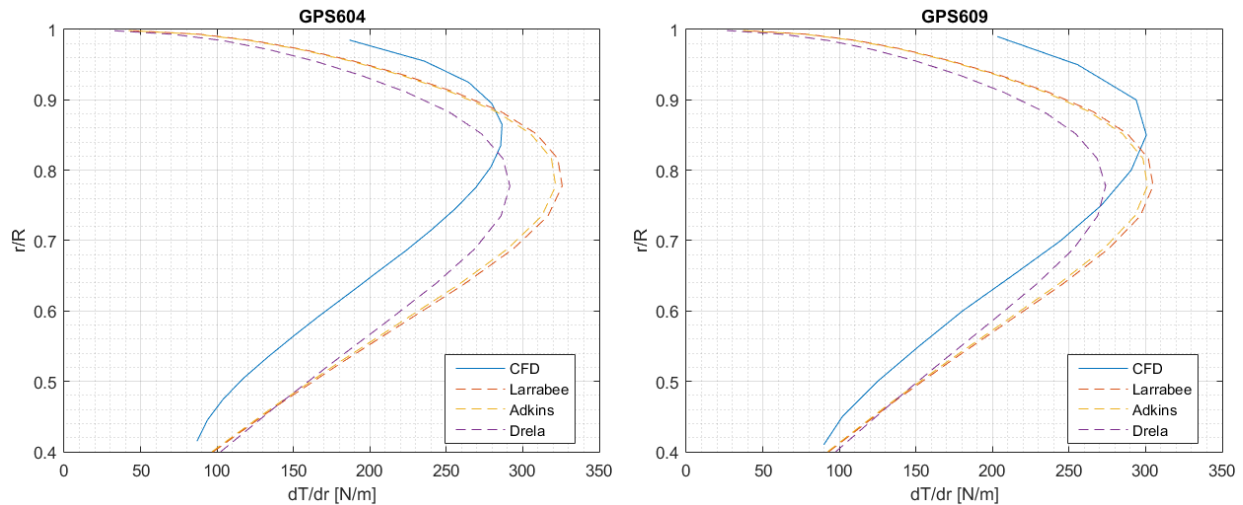 GPS604
1
0.9
0.8
0.7
0.6
0.5
0.4
r/R
0 50 100 150 200 250 300 350
dT/dr [N/m]
CFD
Larrabee
Adkins
Drela
GPS609
1
0.9
0.8
0.7
0.6
0.5
0.4
r/R
0 50 100 150 200 250 300 350
dT/dr [N/m]
CFD
Larrabee
Adkins
Drela